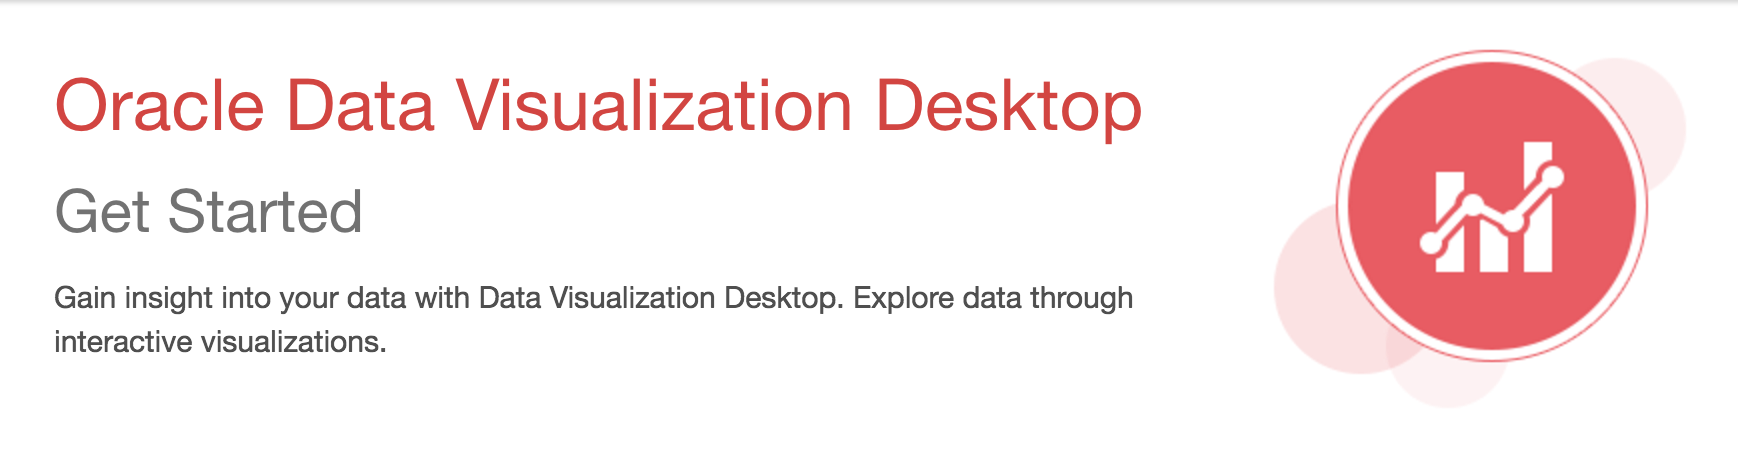 Oracle Data Visualization Desktop
Get Started
Gain insight into your data with Data Visualization Desktop. Explore data through
interactive visualizations.